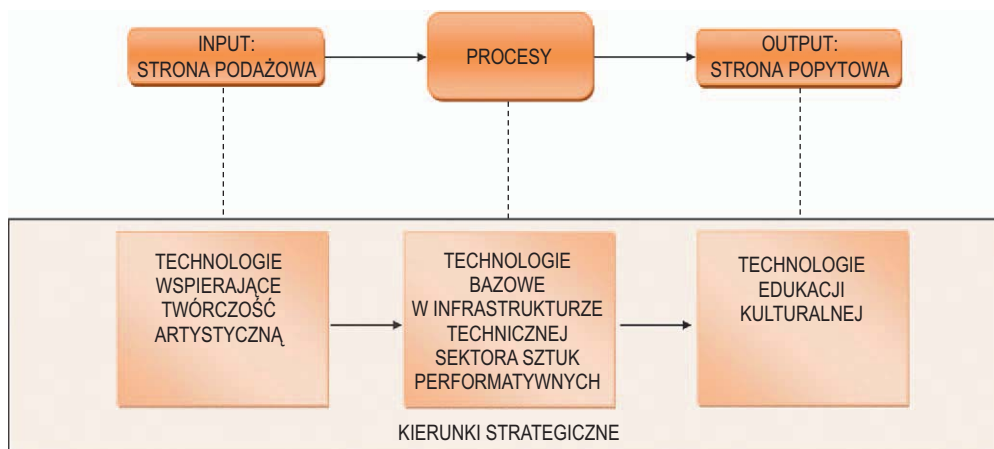 INPUT:
STRONA PODAŻOWA
PROCESY
OUTPUT:
STRONA POPYTOWA
TECHNOLOGIE
WSPIERAJĄCE
TWÓRCZOŚĆ
ARTYSTYCZNĄ
TECHNOLOGIE
BAZOWE
W INFRASTRUKTURZE
TECHNICZNEJ
SEKTORA SZTUK
PERFORMATYWNYCH
TECHNOLOGIE
EDUKACJI
KULTURALNEJ
KIERUNKI STRATEGICZNE